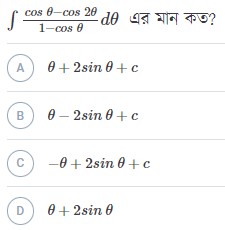 ∫ (cos θ−cos 2θ)/(1−cos θ) dθ এর মান কত?
A θ + 2sin θ + c
B θ − 2sin θ + c
C −θ + 2sin θ + c
D θ + 2sin θ